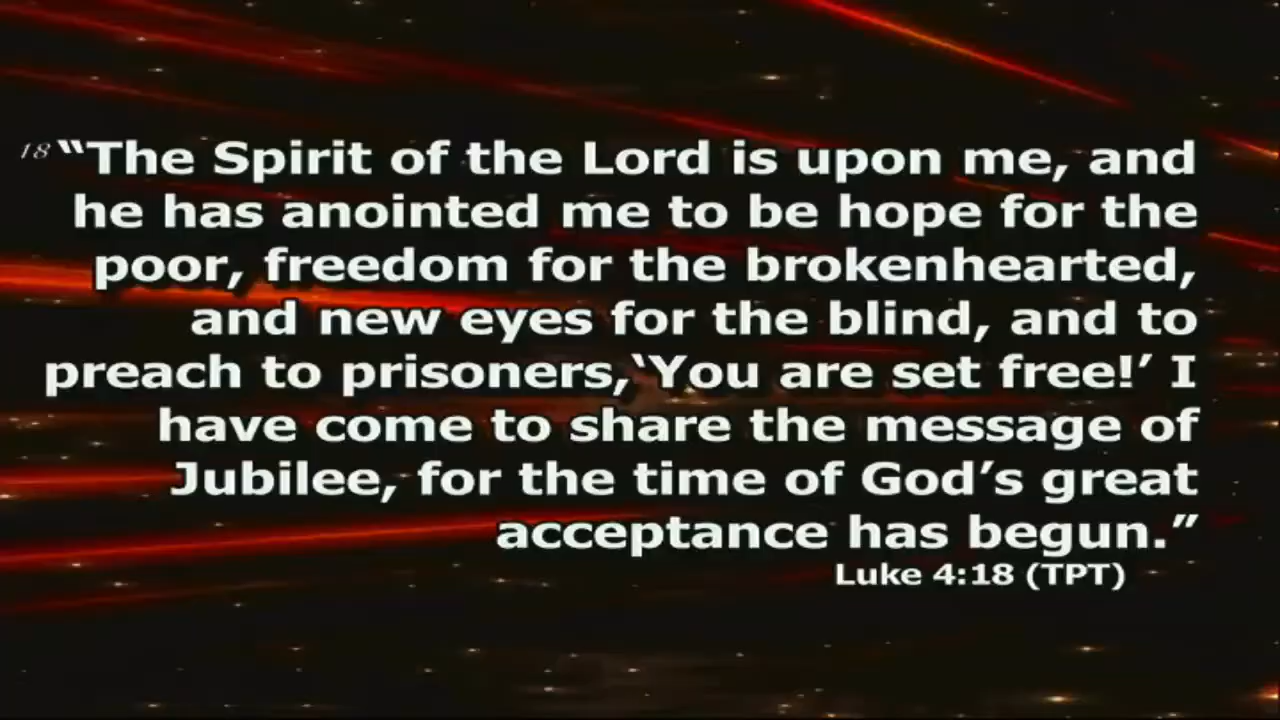 18 “The Spirit of the Lord is upon me, and
he has anointed me to be hope for the
poor, freedom for the brokenhearted,
and new eyes for the blind, and to
preach to prisoners,‘You are set free!’ I
have come to share the message of
Jubilee, for the time of God’s great
acceptance has begun.”
Luke 4:18 (TPT)